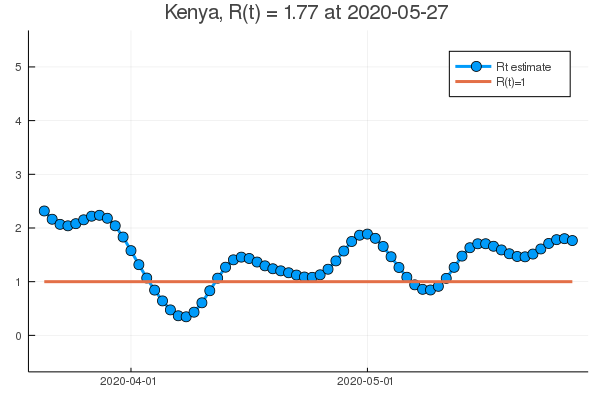 Kenya, R(t) = 1.77 at 2020-05-27
Rt estimate
R(t)=1
5
4
3
2
1
0
2020-04-01
2020-05-01